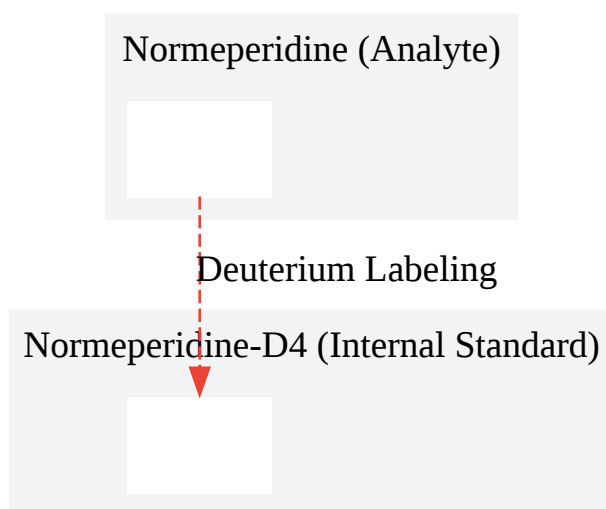 Normeperidine (Analyte)
Deuterium Labeling
Normeperidine-D4 (Internal Standard)